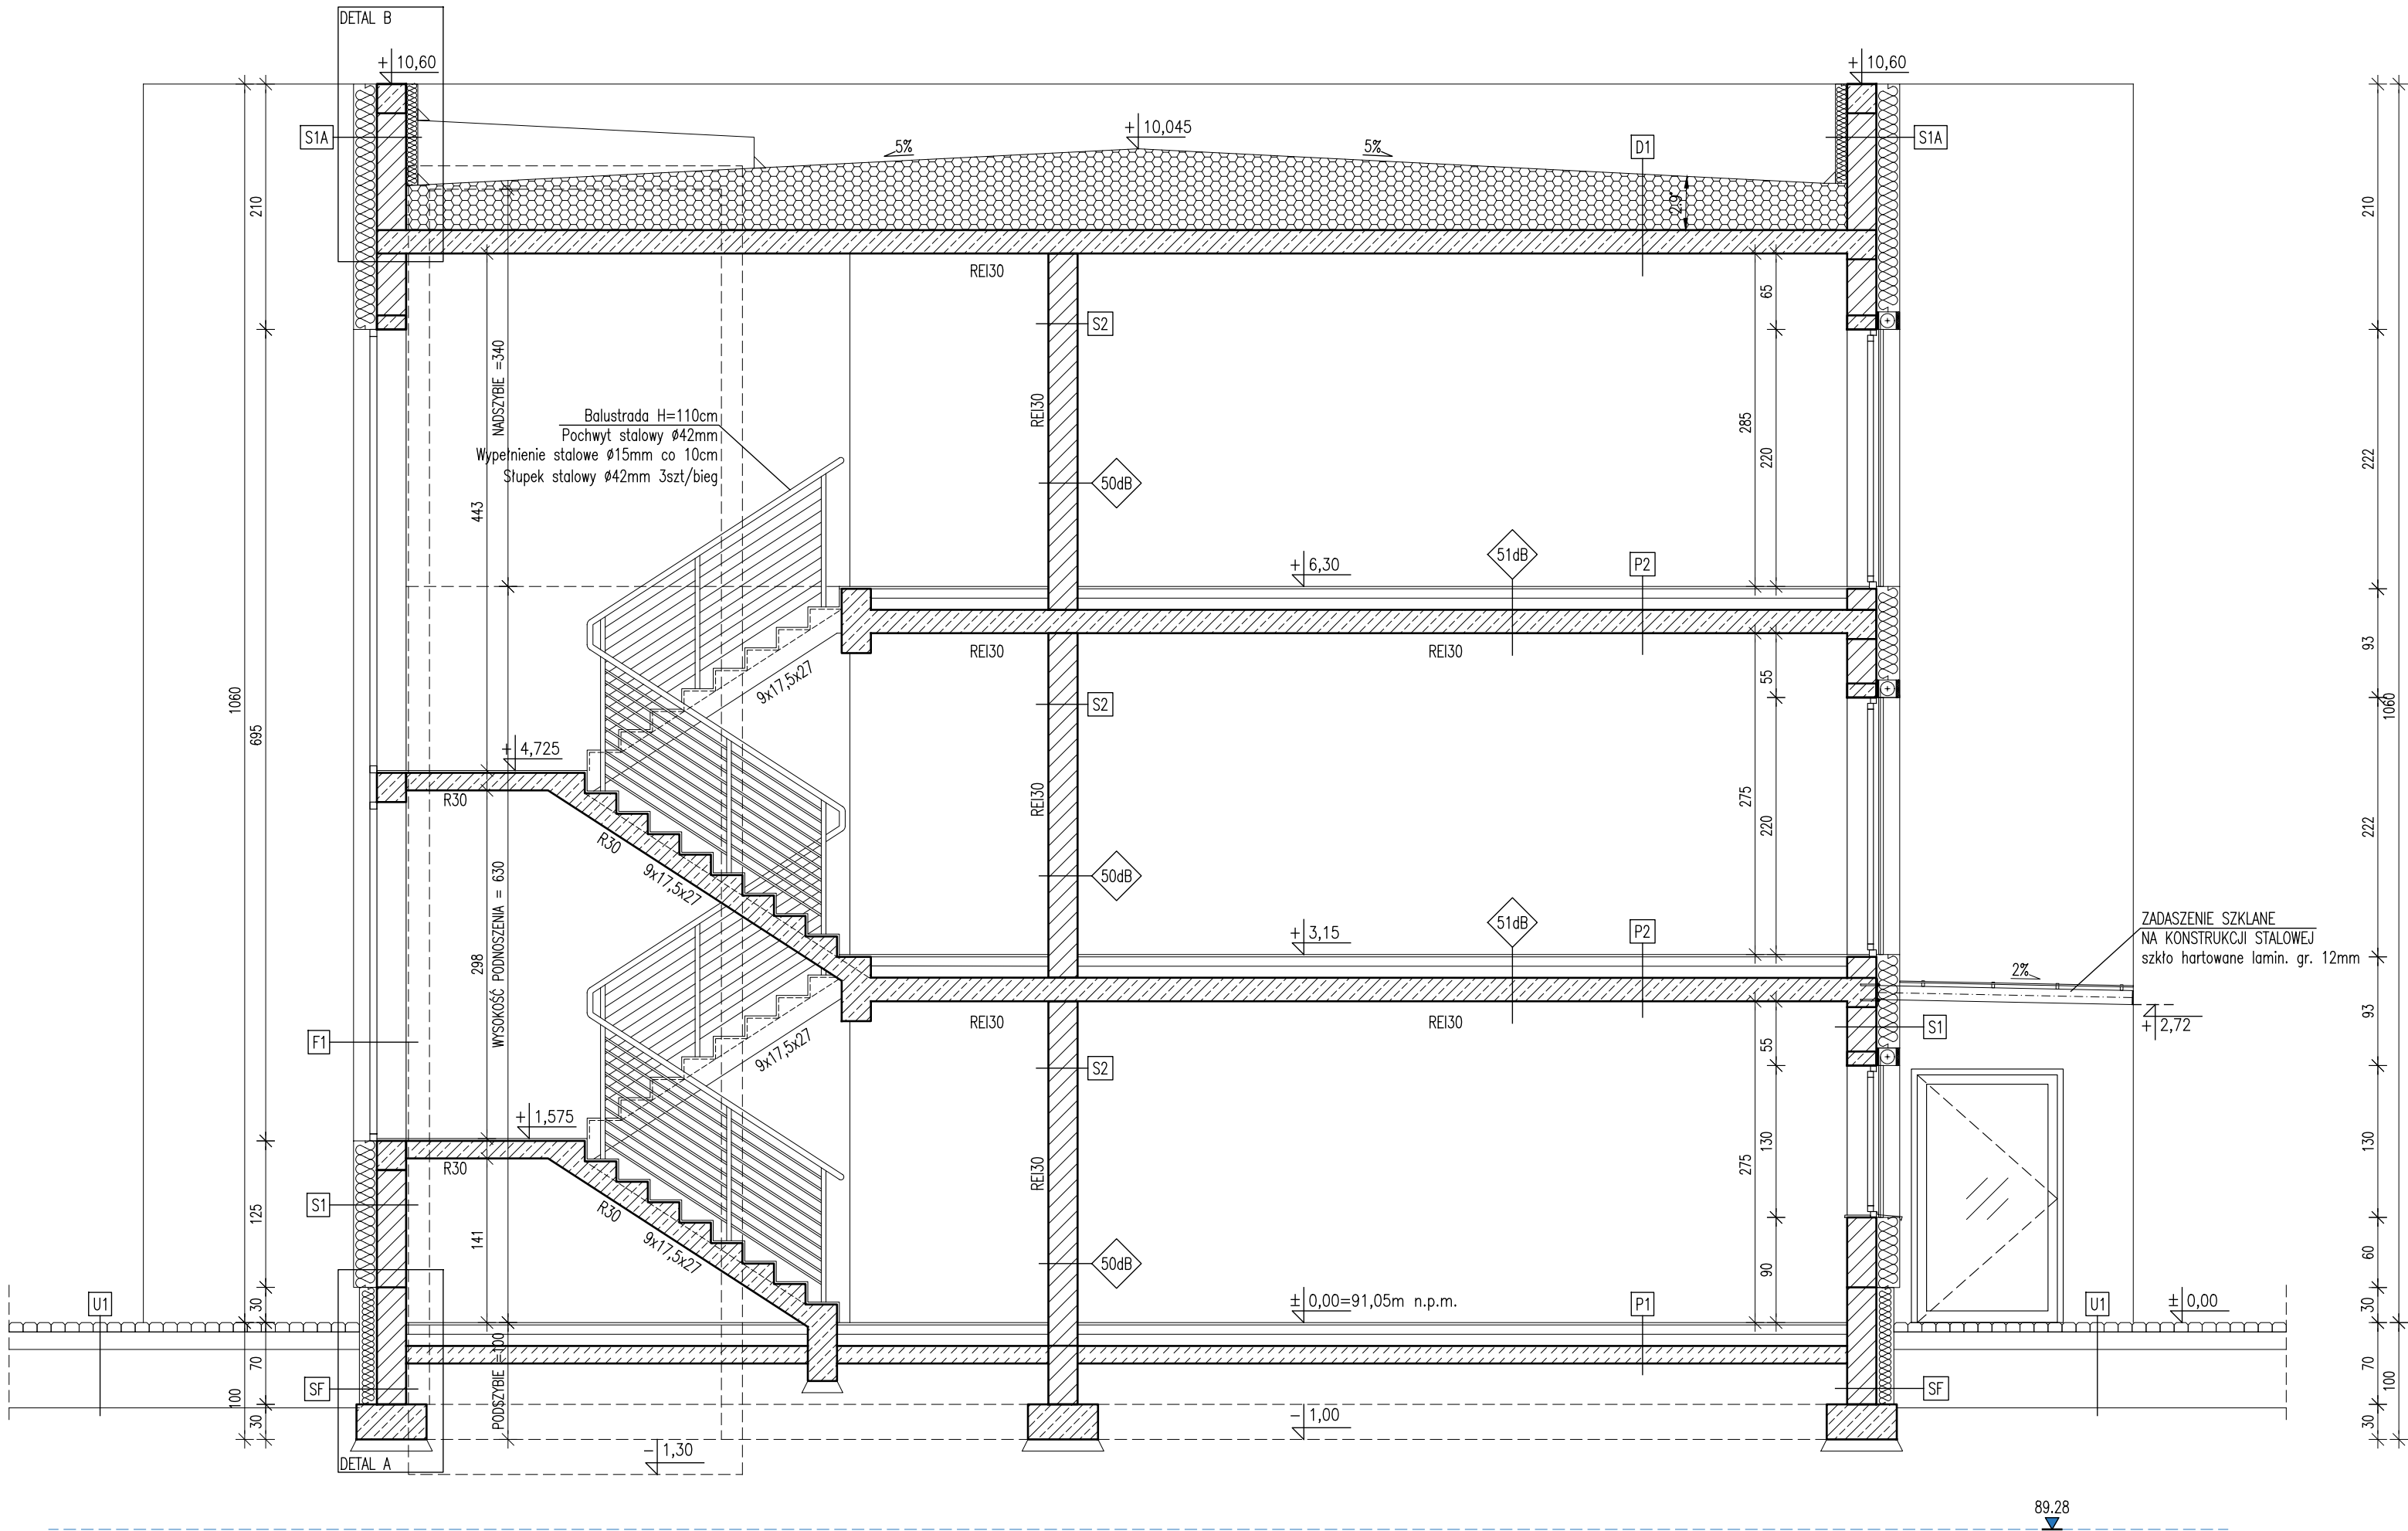 DETAL B
+ 10,60
+ 10,60
S1A
+ 10,045
5%
5%
D1
S1A
2.9°
210
210
REI30
65
S2
NADSZYBIE =340
REI30
285
Balustrada H=110cm
Pochwyt stalowy ø42mm
Wypełnienie stalowe ø15mm co 10cm
Słupek stalowy ø42mm 3szt/bieg
443
220
222
50dB
51dB
+ 6,30
P2
REI30
REI30
93
55
1060
695
9x17,5x27
S2
1060
+ 4,725
R30
REI30
275
220
222
R30
9x17,5x27
50dB
WYSOKOŚĆ PODNOSZENIA = 630
298
51dB
+ 3,15
P2
ZADASZENIE SZKLANE
NA KONSTRUKCJI STALOWEJ
szkło hartowane lamin. gr. 12mm
2%
+ 2,72
REI30
REI30
93
S1
F1
55
9x17,5x27
S2
+ 1,575
R30
REI30
275
130
130
S1
125
R30
141
9x17,5x27
50dB
90
60
U1
30
± 0,00=91,05m n.p.m.
P1
30
U1
± 0,00
70
PODSZYBIE =100
70
100
SF
SF
100
30
- 1,00
30
- 1,30
DETAL A
89.28